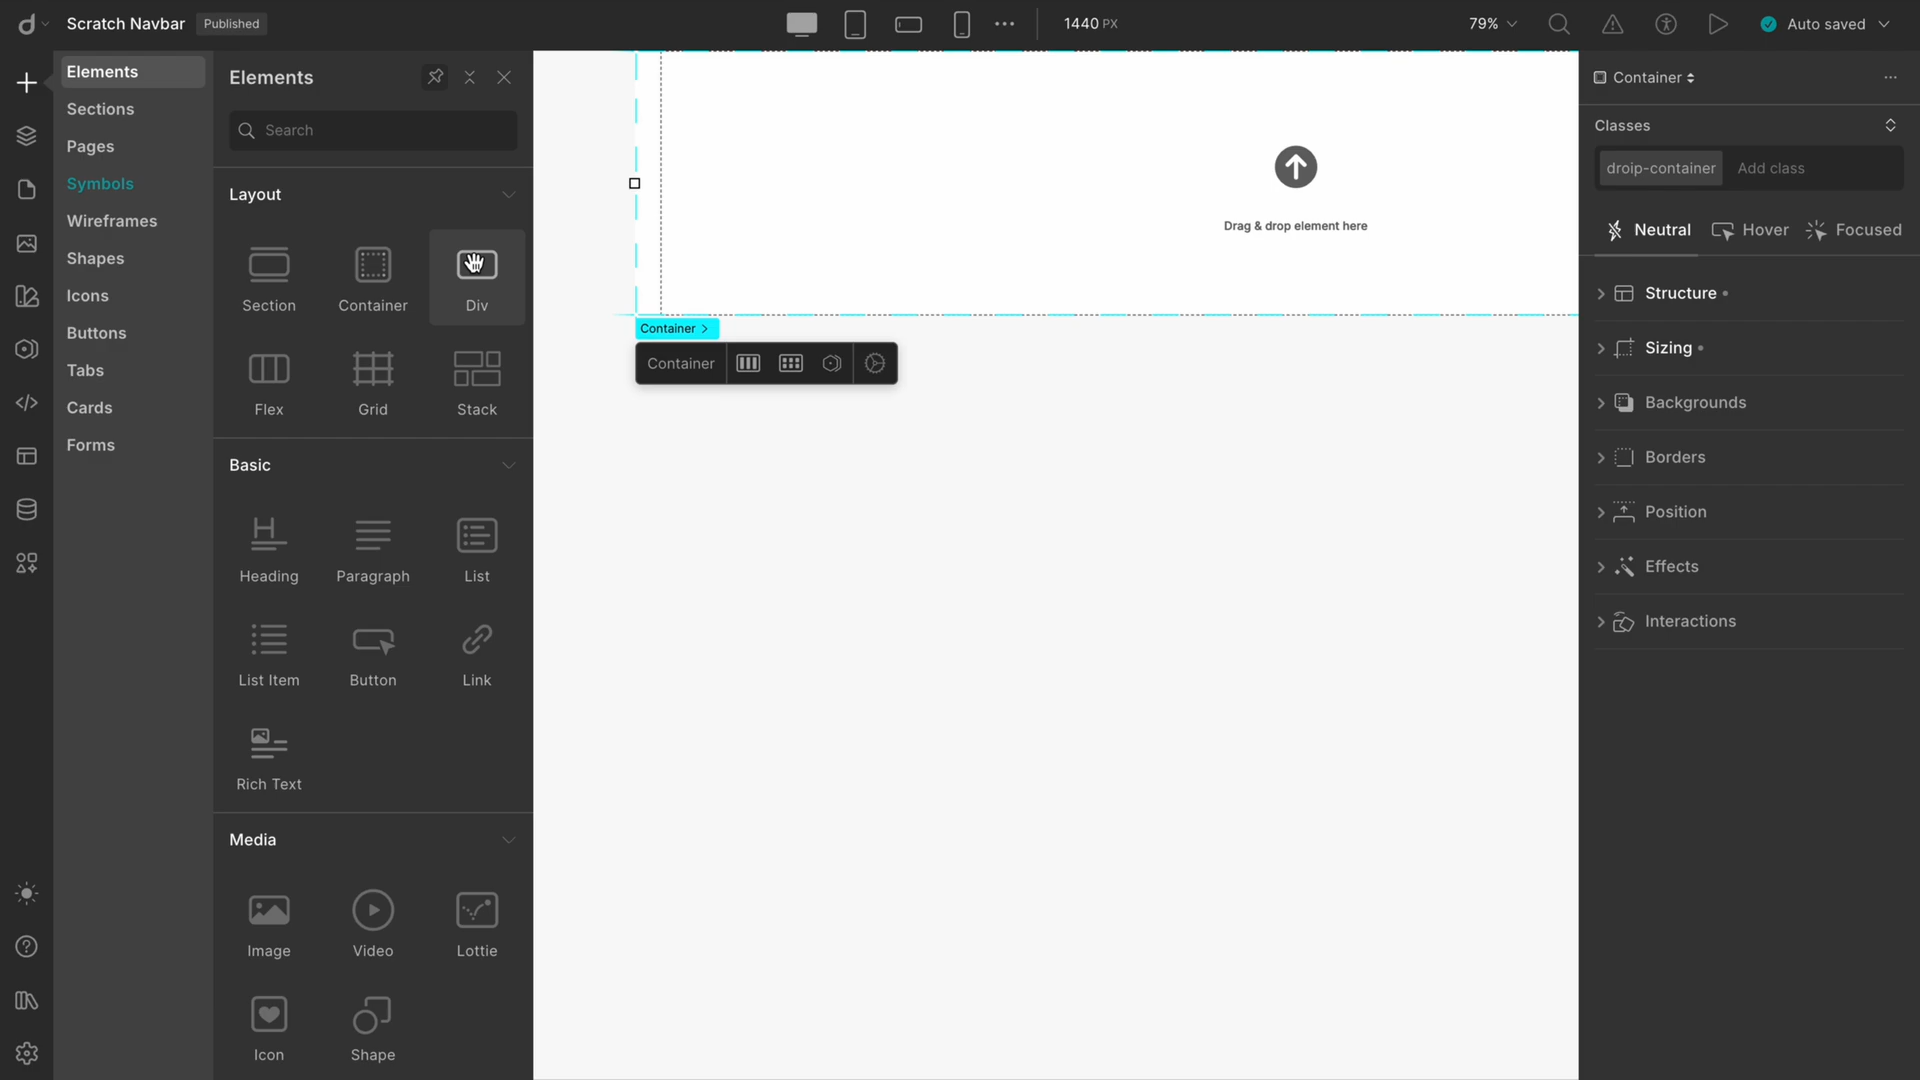 Scratch Navbar Published 1440 PX 79% Auto saved
Elements
Sections
Pages
Symbols
Wireframes
Shapes
Icons
Buttons
Tabs
Cards
Forms
Elements
Search
Layout
Section Container Div
Flex Grid Stack
Basic
Heading Paragraph List
List Item Button Link
Rich Text
Media
Image Video Lottie
Icon Shape
Drag & drop element here
Container >
Container
Container
Classes
droip-container Add class
Neutral Hover Focused
Structure
Sizing
Backgrounds
Borders
Position
Effects
Interactions